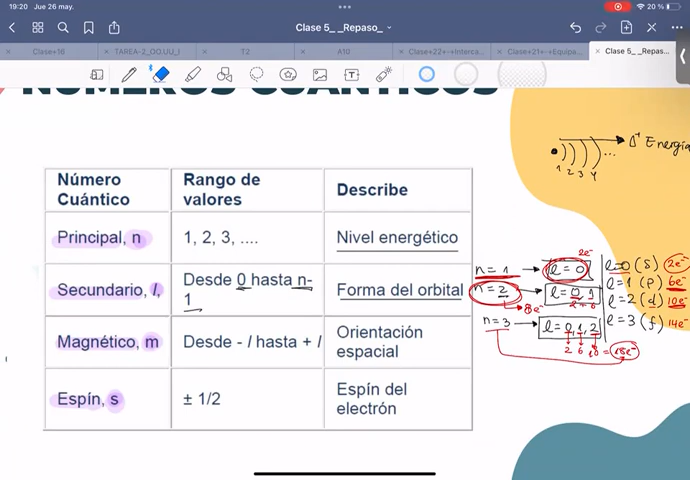 19:20 Jue 26 may.
20 %
Clase 5_ _Repaso_
Clase+16
TAREA-2_OO.UU_I
T2
A10
Clase+22+-+Interca...
Clase+21+-+Equipa...
Clase 5_ _Repas...
NÚMEROS CUÁNTICOS
Número Cuántico
Rango de valores
Describe
Principal, n
1, 2, 3, ....
Nivel energético
Secundario, l,
Desde 0 hasta n-1
Forma del orbital
Magnético, m
Desde - l hasta + l
Orientación espacial
Espín, s
± 1/2
Espín del electrón
Energía
1 2 3 4 ...
2e⁻
n=1 → l=0
n=2 → l=0,1
2+6
8e⁻
n=3 → l=0,1,2
2 6 10 = 18e⁻
l=0 (s) 2e⁻
l=1 (p) 6e⁻
l=2 (d) 10e⁻
l=3 (f) 14e⁻